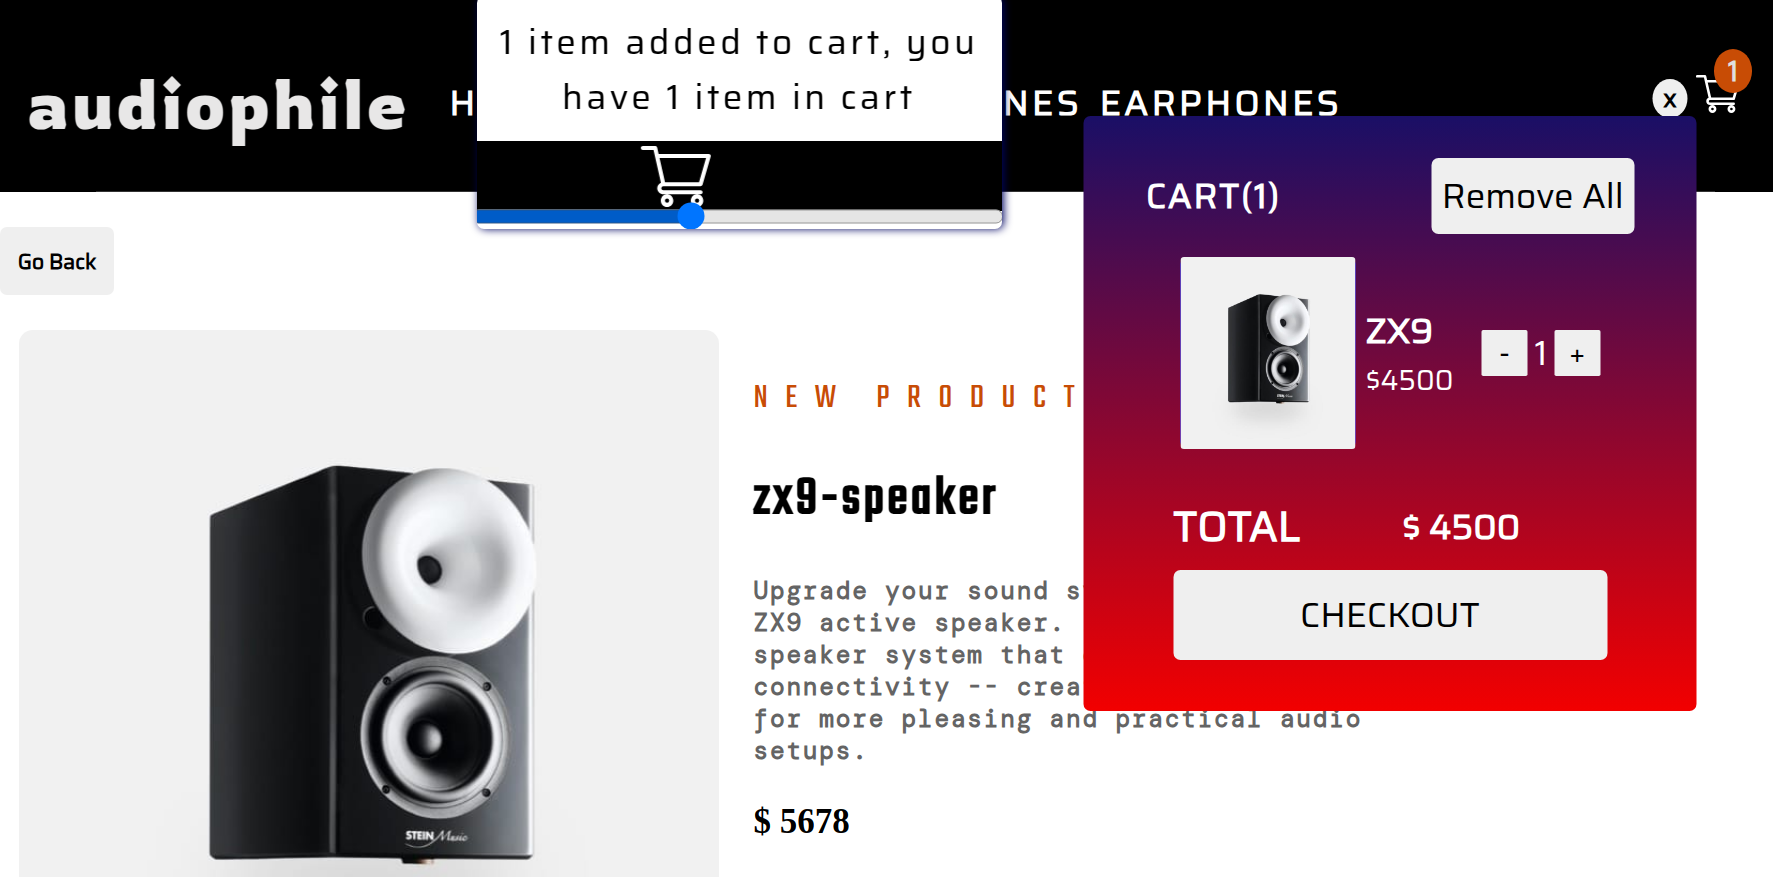 1 item added to cart, you
have 1 item in cart
audiophile
H
NES EARPHONES
x
1
CART(1)
Remove All
Go Back
ZX9
$4500
- 1 +
NEW PRODUCT
zx9-speaker
TOTAL
$ 4500
Upgrade your sound s
ZX9 active speaker.
CHECKOUT
speaker system that
connectivity -- crea
for more pleasing and practical audio
setups.
$ 5678
STEIN Music